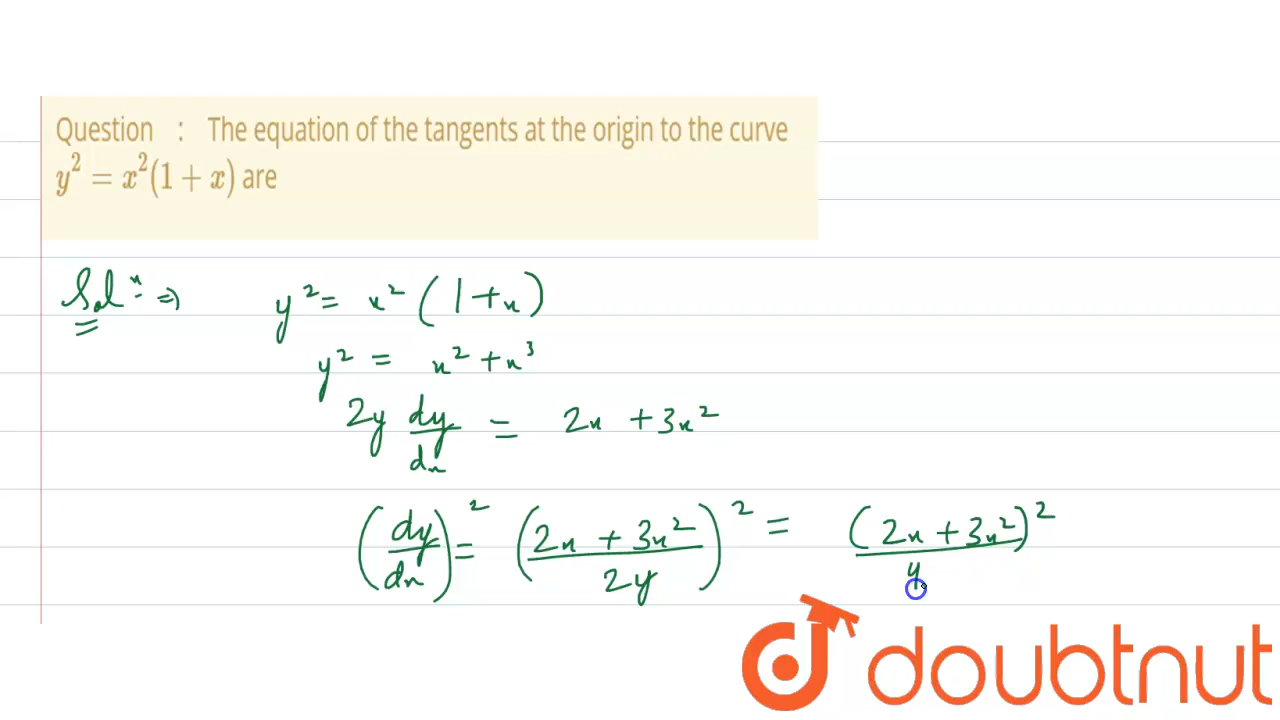 Question : The equation of the tangents at the origin to the curve
y² = x²(1 + x) are
Solⁿ:- ⇒ y² = x² (1+x)
y² = x² + x³
2y dy/dx = 2x + 3x²
(dy/dx)² = ((2x + 3x²)/2y)² = (2x + 3x²)²/4
doubtnut